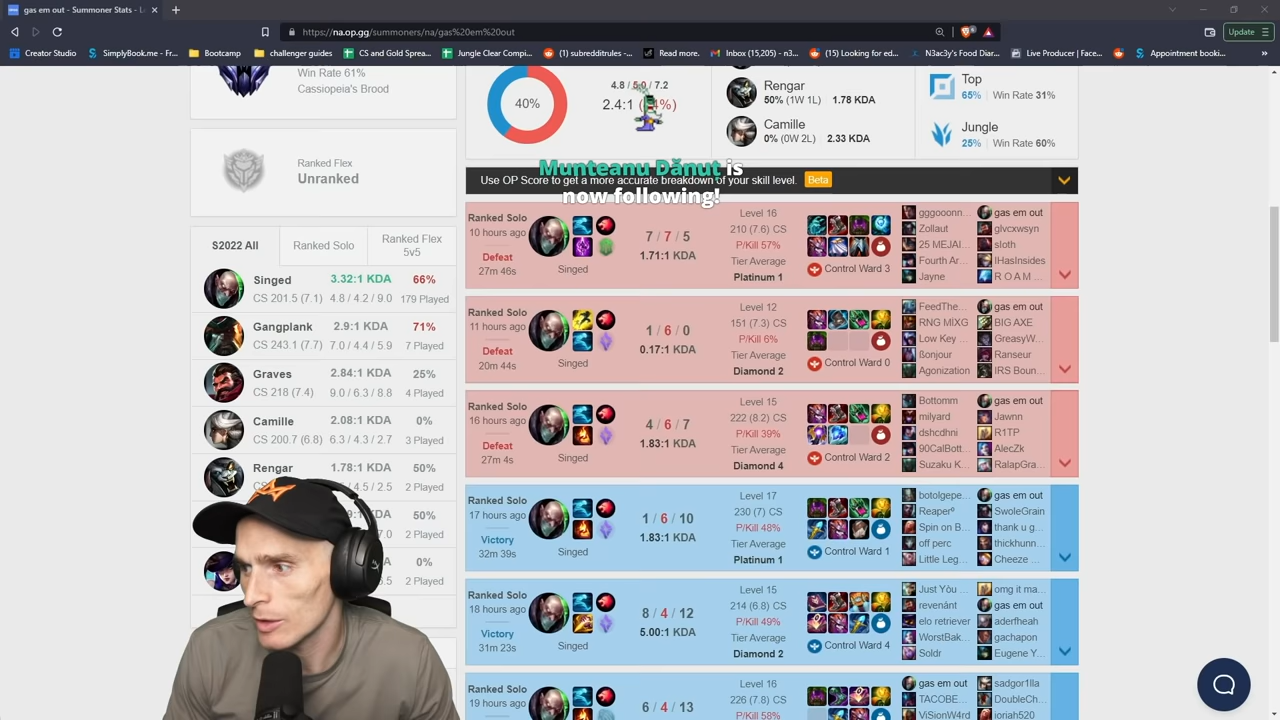 gas em out - Summoner Stats - L
Update
https://na.op.gg/summoners/na/gas%20em%20out
Creator Studio
SimplyBook.me - Fr...
Bootcamp
challenger guides
CS and Gold Sprea...
Jungle Clear Compi...
(1) subredditrules - ...
Read more.
Inbox (15,205) - n3...
(15) Looking for ed...
N3ac3y's Food Diary...
Live Producer | Face...
Appointment booki...
Win Rate 61%
Cassiopeia's Brood
Ranked Flex
Unranked
40%
2.4:1
Rengar
50% (1W 1L) 1.78 KDA
Camille
0% (0W 2L) 2.33 KDA
Top
65% Win Rate 31%
Jungle
25% Win Rate 60%
Munteanu Dănut is
now following!
Use OP Score to get a more accurate breakdown of your skill level. Beta
S2022 All
Ranked Solo
Ranked Flex
5v5
Singed 3.32:1 KDA 66%
CS 201.5 (7.1) 4.8 / 4.2 / 9.0 179 Played
Gangplank 2.9:1 KDA 71%
CS 243.1 (7.7) 7.0 / 4.4 / 5.9 7 Played
Graves 2.84:1 KDA 25%
CS 218 (7.4) 9.0 / 6.3 / 8.8 4 Played
Camille 2.08:1 KDA 0%
CS 200.7 (6.8) 6.3 / 4.3 / 2.7 3 Played
Rengar 1.78:1 KDA 50%
/ 4.5 / 2.5 2 Played
50%
2 Played
0%
2 Played
Ranked Solo
10 hours ago
Defeat
27m 46s
Singed
7 / 7 / 5
1.71:1 KDA
Level 16
210 (7.6) CS
P/Kill 57%
Tier Average
Platinum 1
Control Ward 3
gggooonn...
Zollaut
25 MEJAI...
Fourth Ar...
Jayne
gas em out
glvcxwsyn
sloth
IHasInsides
R O A M ...
Ranked Solo
11 hours ago
Defeat
20m 44s
Singed
1 / 6 / 0
0.17:1 KDA
Level 12
151 (7.3) CS
P/Kill 6%
Tier Average
Diamond 2
Control Ward 0
FeedThe...
RNG MlXG
Low Key ...
ßonjour
Agonization
gas em out
BIG AXE
GreasyW...
Ranseur
IRS Boun...
Ranked Solo
16 hours ago
Defeat
27m 4s
Singed
4 / 6 / 7
1.83:1 KDA
Level 15
222 (8.2) CS
P/Kill 39%
Tier Average
Diamond 4
Control Ward 2
Bottomm
milyard
dshcdhni
90CalBott...
Suzaku K...
gas em out
Jawnn
R1TP
AlecZk
RalapGra...
Ranked Solo
17 hours ago
Victory
32m 39s
Singed
1 / 6 / 10
1.83:1 KDA
Level 17
230 (7) CS
P/Kill 48%
Tier Average
Platinum 1
Control Ward 1
botolgepe...
Reaperº
Spin on B...
off perc
Little Leg...
gas em out
SwoleGrain
thank u g...
thickhunn...
Cheeze ...
Ranked Solo
18 hours ago
Victory
31m 23s
Singed
8 / 4 / 12
5.00:1 KDA
Level 15
214 (6.8) CS
P/Kill 49%
Tier Average
Diamond 2
Control Ward 4
Just Yòu ...
revenânt
elo retriever
WorstBak...
Soldr
omg it ma...
gas em out
aderfheah
gachapon
Eugene Y...
Ranked Solo
19 hours ago
6 / 4 / 13
Level 16
226 (7.8) CS
P/Kill 58%
gas em out
TACOBE...
ViSionW4rd
sadgor1lla
DoubleCh...
ioriah520